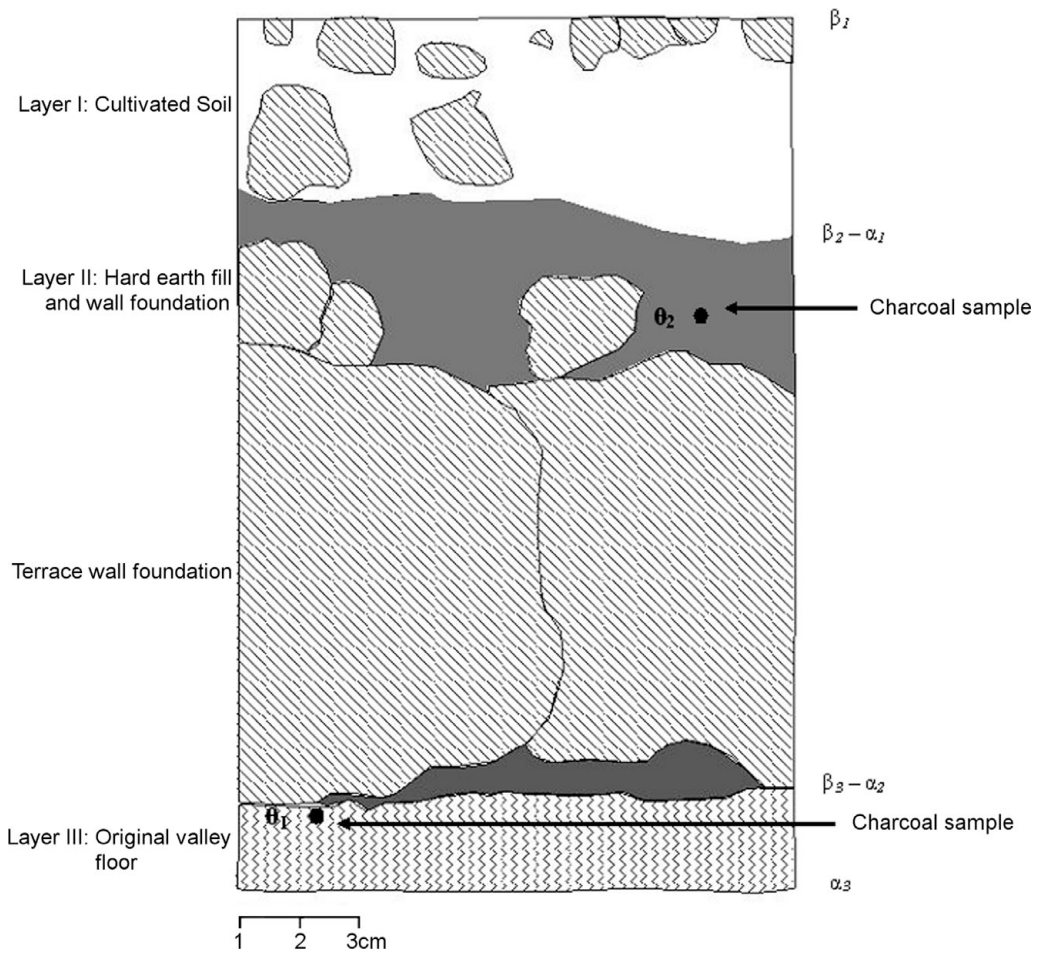 β1
Layer I: Cultivated Soil
β2 – α1
Layer II: Hard earth fill
and wall foundation
Charcoal sample
θ2
Terrace wall foundation
β3 – α2
θ1
Charcoal sample
Layer III: Original valley
floor
α3
1 2 3cm